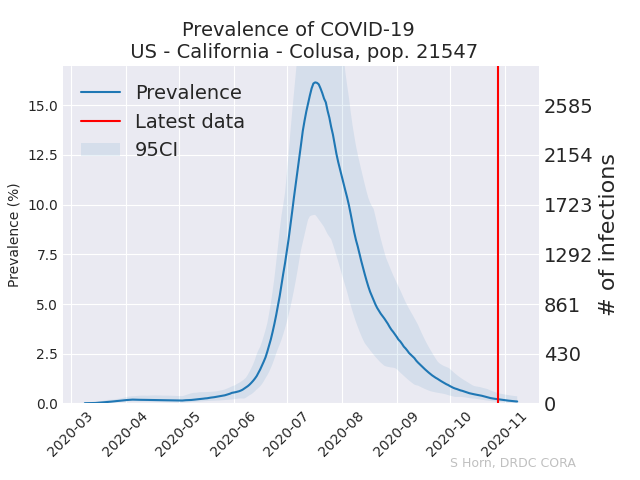 Prevalence of COVID-19
US - California - Colusa, pop. 21547
Prevalence
Latest data
95CI
Prevalence (%)
15.0
12.5
10.0
7.5
5.0
2.5
0.0
2585
2154
1723
1292
861
430
0
# of infections
2020-03
2020-04
2020-05
2020-06
2020-07
2020-08
2020-09
2020-10
2020-11
S Horn, DRDC CORA